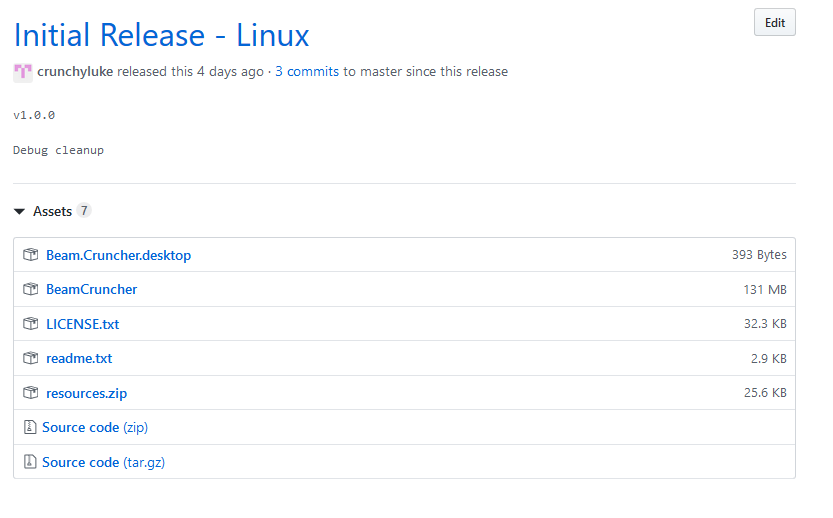 Initial Release - Linux
Edit
crunchyluke released this 4 days ago · 3 commits to master since this release
v1.0.0
Debug cleanup
Assets 7
Beam.Cruncher.desktop 393 Bytes
BeamCruncher 131 MB
LICENSE.txt 32.3 KB
readme.txt 2.9 KB
resources.zip 25.6 KB
Source code (zip)
Source code (tar.gz)